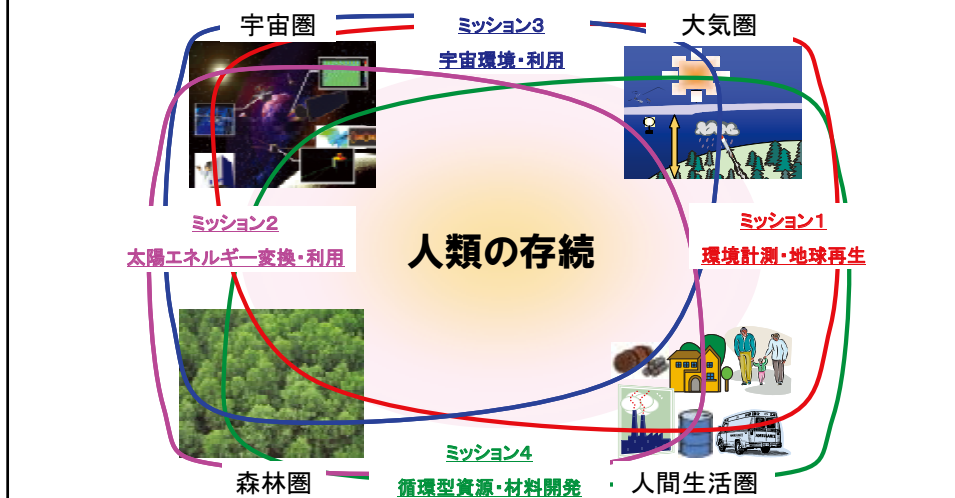 宇宙圏
ミッション3
大気圏
宇宙環境・利用
ミッション2
太陽エネルギー変換・利用
人類の存続
ミッション1
環境計測・地球再生
ミッション4
森林圏
循環型資源・材料開発
人間生活圏